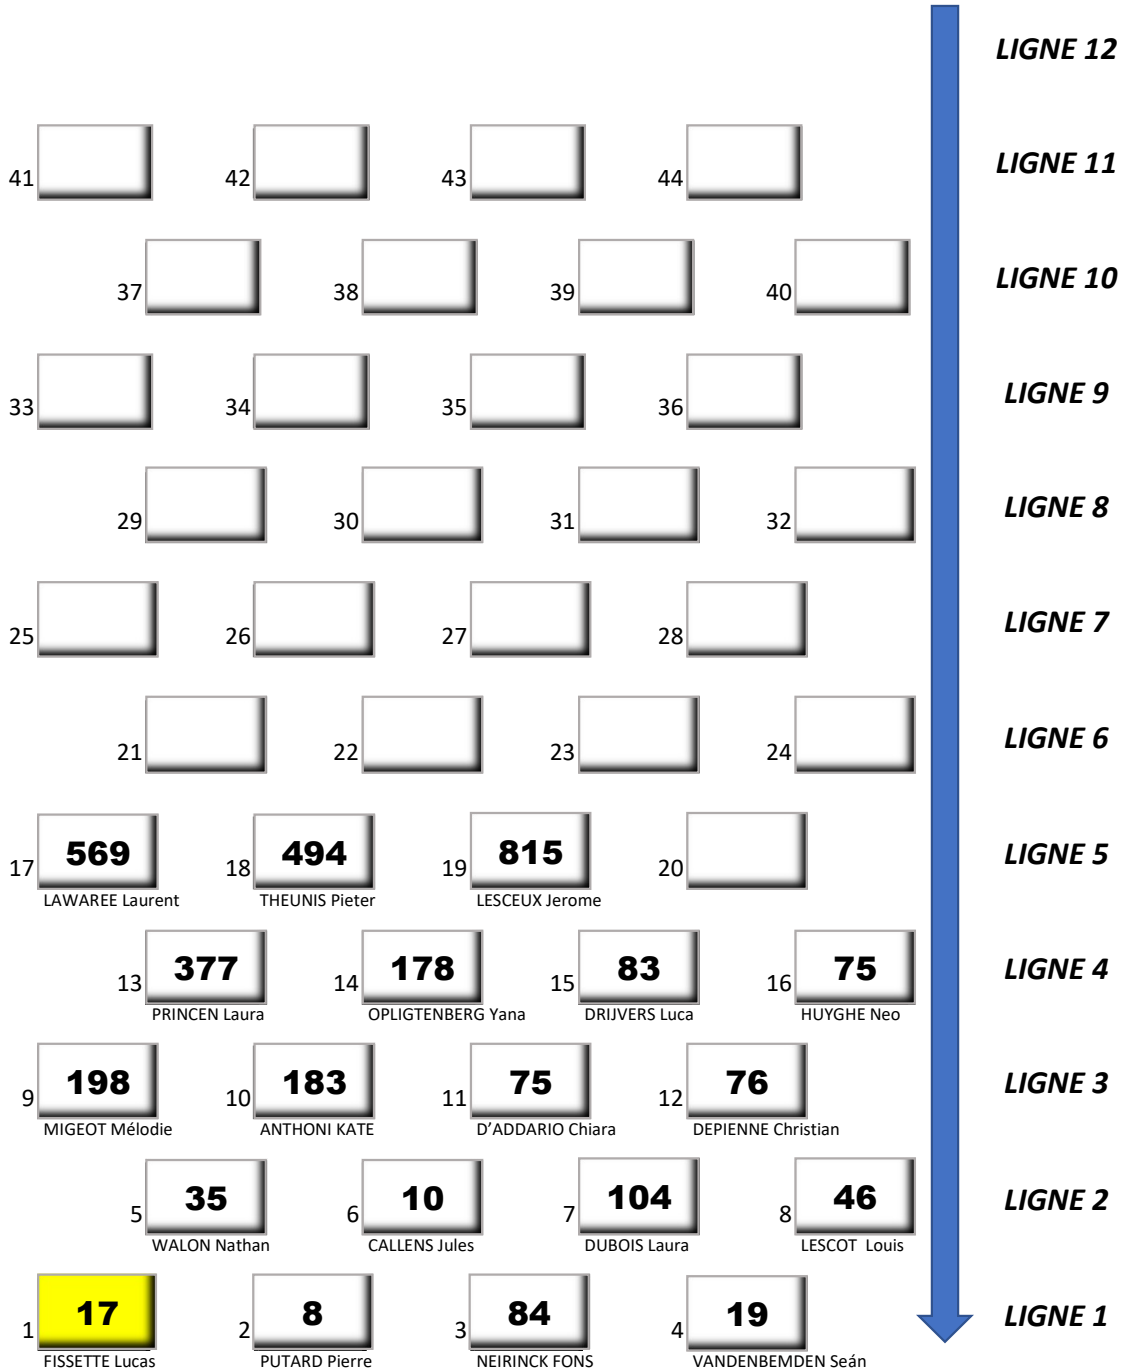 LIGNE 12
41 42 43 44 LIGNE 11
37 38 39 40 LIGNE 10
33 34 35 36 LIGNE 9
29 30 31 32 LIGNE 8
25 26 27 28 LIGNE 7
21 22 23 24 LIGNE 6
17 569 18 494 19 815 20 LIGNE 5
LAWAREE Laurent THEUNIS Pieter LESCEUX Jerome
13 377 14 178 15 83 16 75 LIGNE 4
PRINCEN Laura OPLIGTENBERG Yana DRIJVERS Luca HUYGHE Neo
9 198 10 183 11 75 12 76 LIGNE 3
MIGEOT Mélodie ANTHONI KATE D'ADDARIO Chiara DEPIENNE Christian
5 35 6 10 7 104 8 46 LIGNE 2
WALON Nathan CALLENS Jules DUBOIS Laura LESCOT Louis
1 17 2 8 3 84 4 19 LIGNE 1
FISSETTE Lucas PUTARD Pierre NEIRINCK FONS VANDENBEMDEN Seán